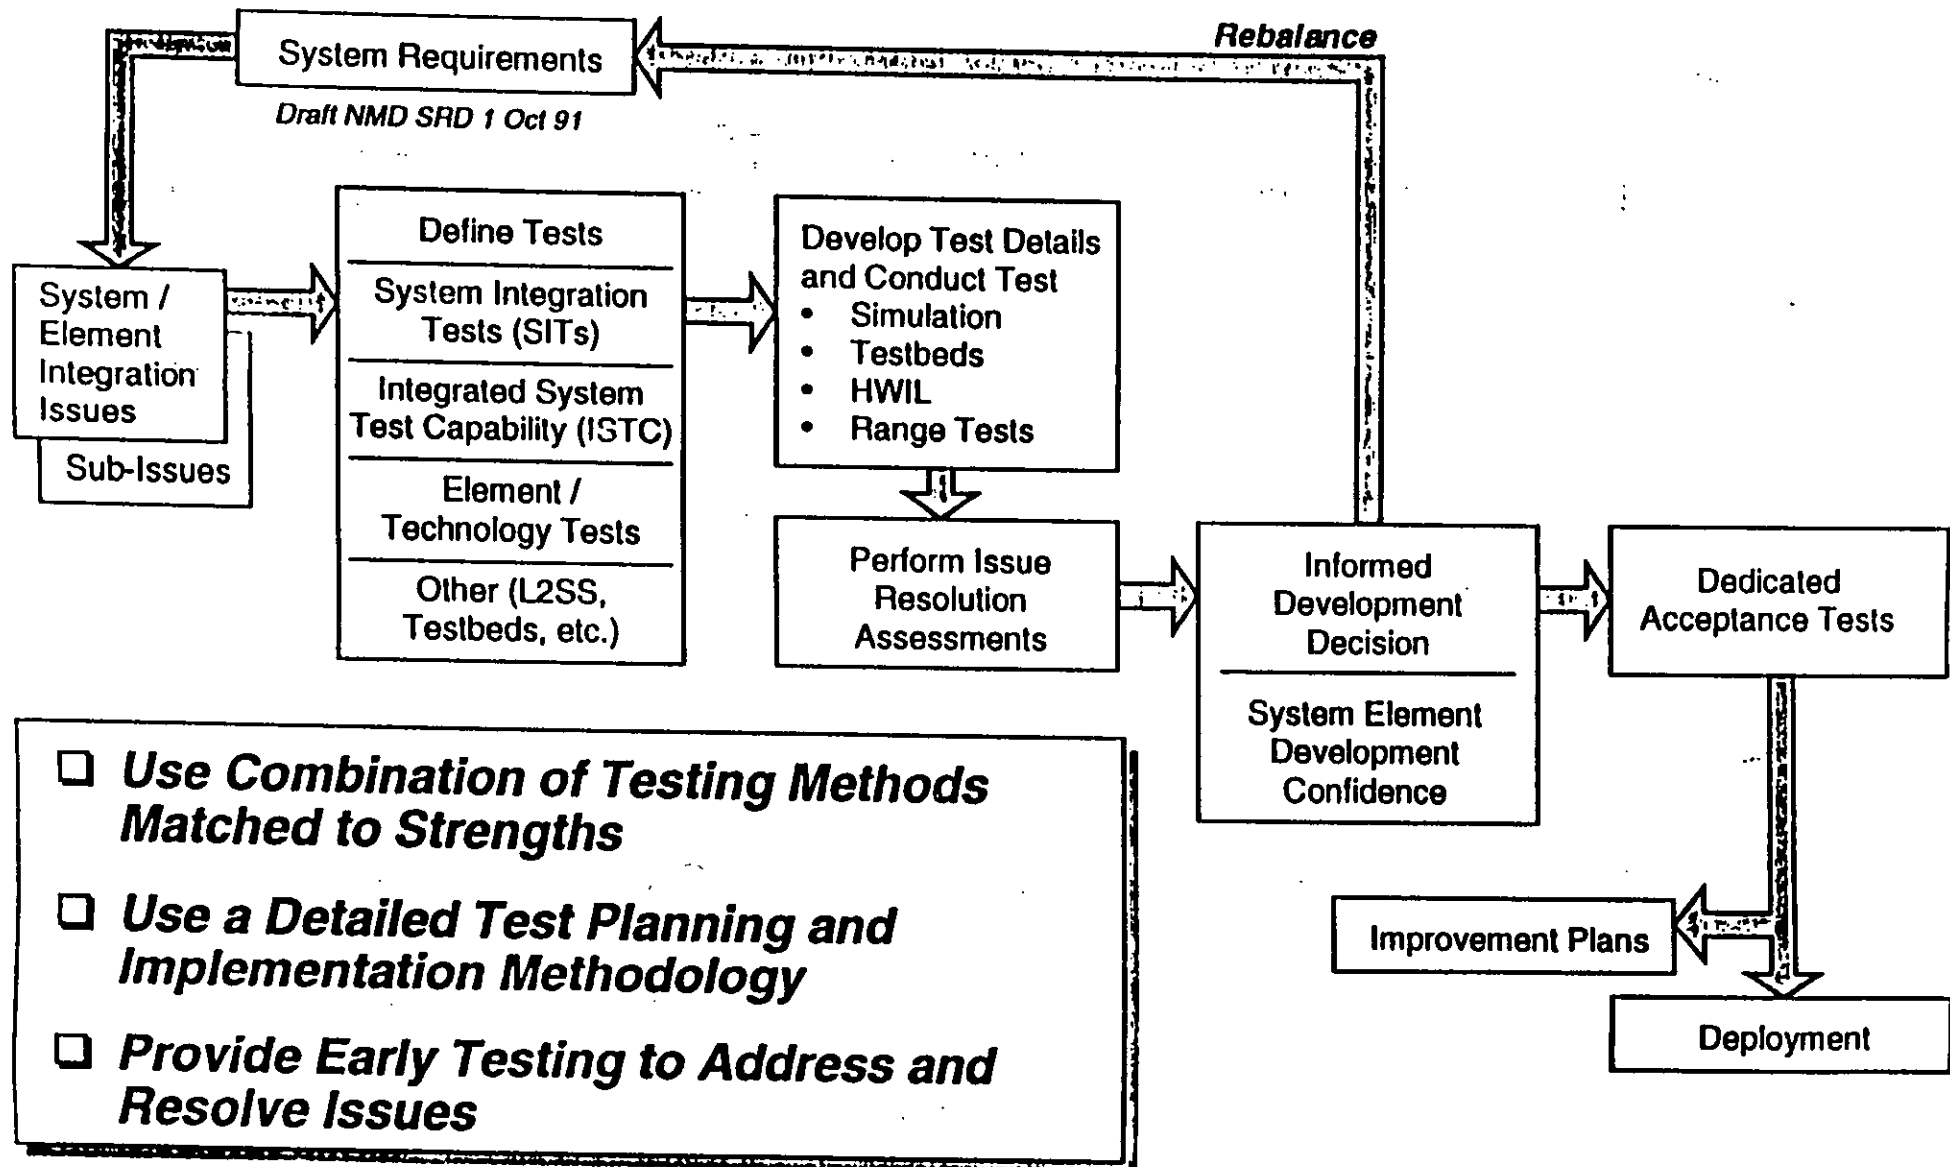 Rebalance
System Requirements
Draft NMD SRD 1 Oct 91
System /
Element
Integration
Issues
Sub-Issues
Define Tests
System Integration
Tests (SITs)
Integrated System
Test Capability (ISTC)
Element /
Technology Tests
Other (L2SS,
Testbeds, etc.)
Develop Test Details
and Conduct Test
• Simulation
• Testbeds
• HWIL
• Range Tests
Perform Issue
Resolution
Assessments
Informed
Development
Decision
System Element
Development
Confidence
Dedicated
Acceptance Tests
Improvement Plans
Deployment
❑ Use Combination of Testing Methods
Matched to Strengths
❑ Use a Detailed Test Planning and
Implementation Methodology
❑ Provide Early Testing to Address and
Resolve Issues